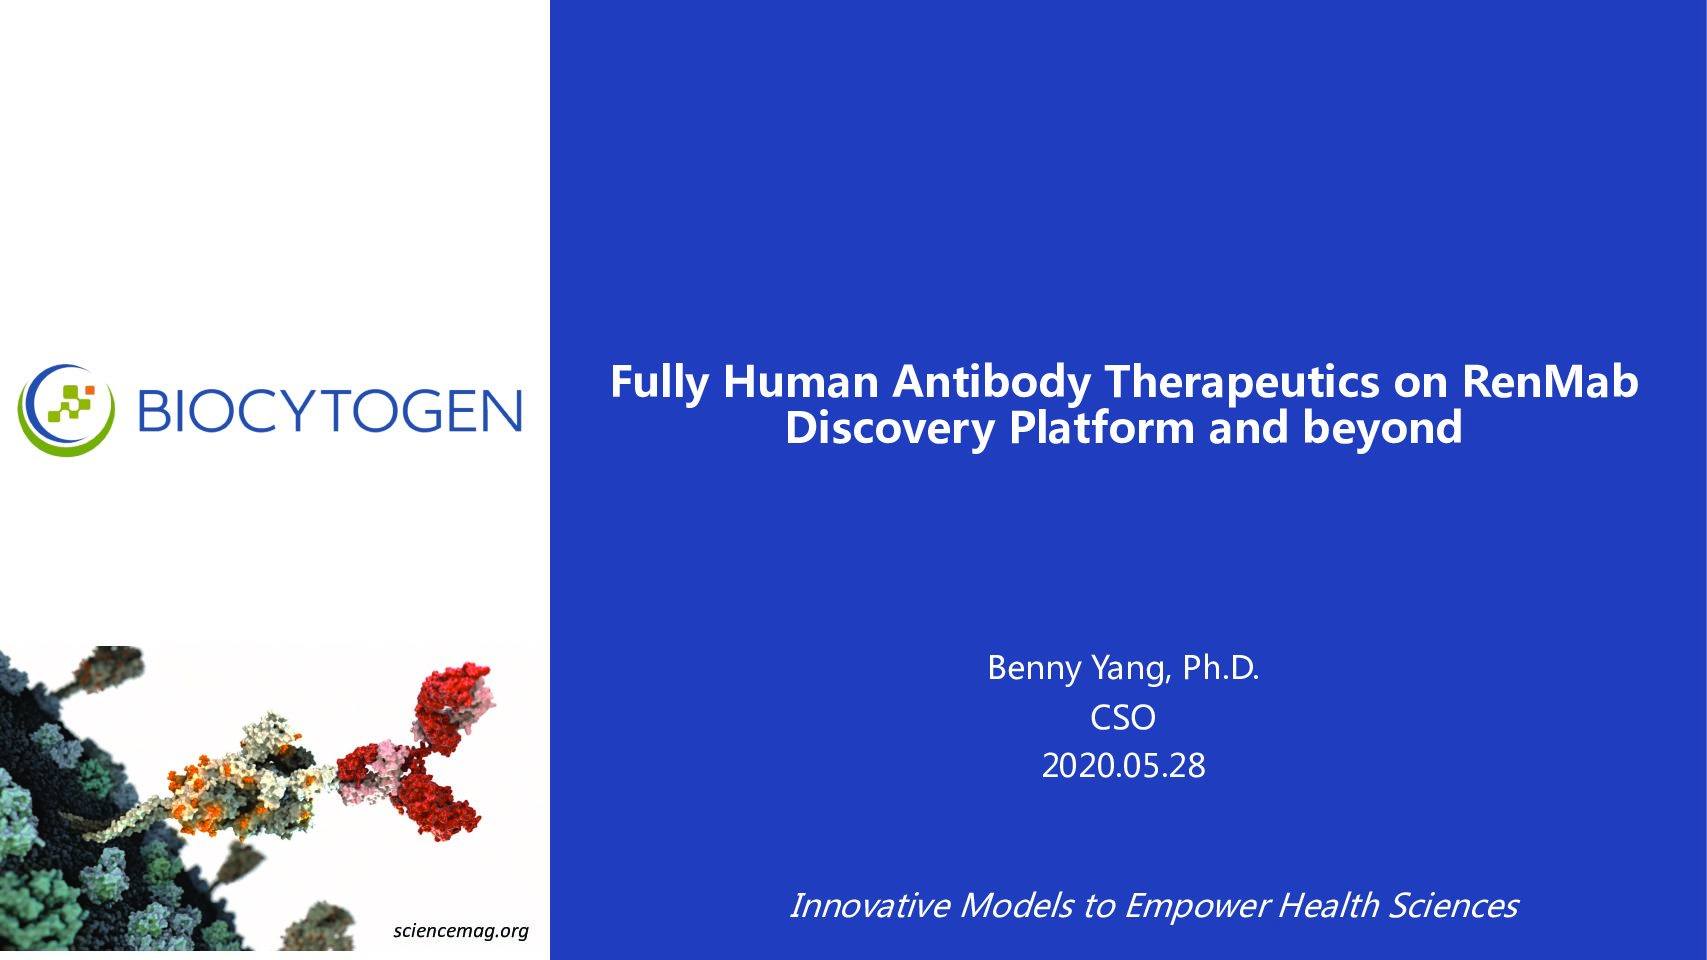 BIOCYTOGEN
Fully Human Antibody Therapeutics on RenMab
Discovery Platform and beyond
Benny Yang, Ph.D.
CSO
2020.05.28
Innovative Models to Empower Health Sciences
sciencemag.org